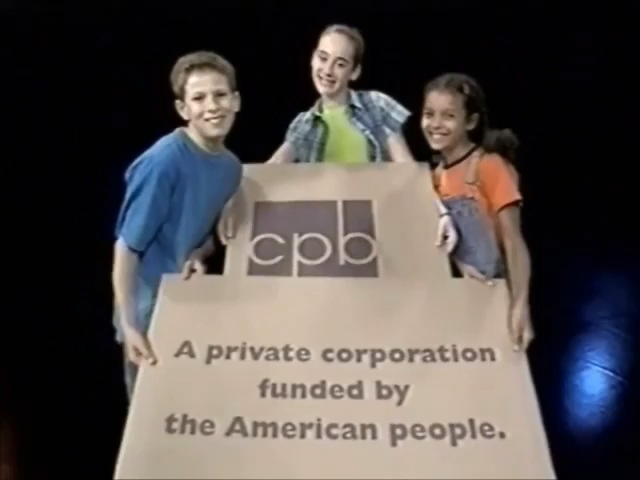 cpb
A private corporation
funded by
the American people.